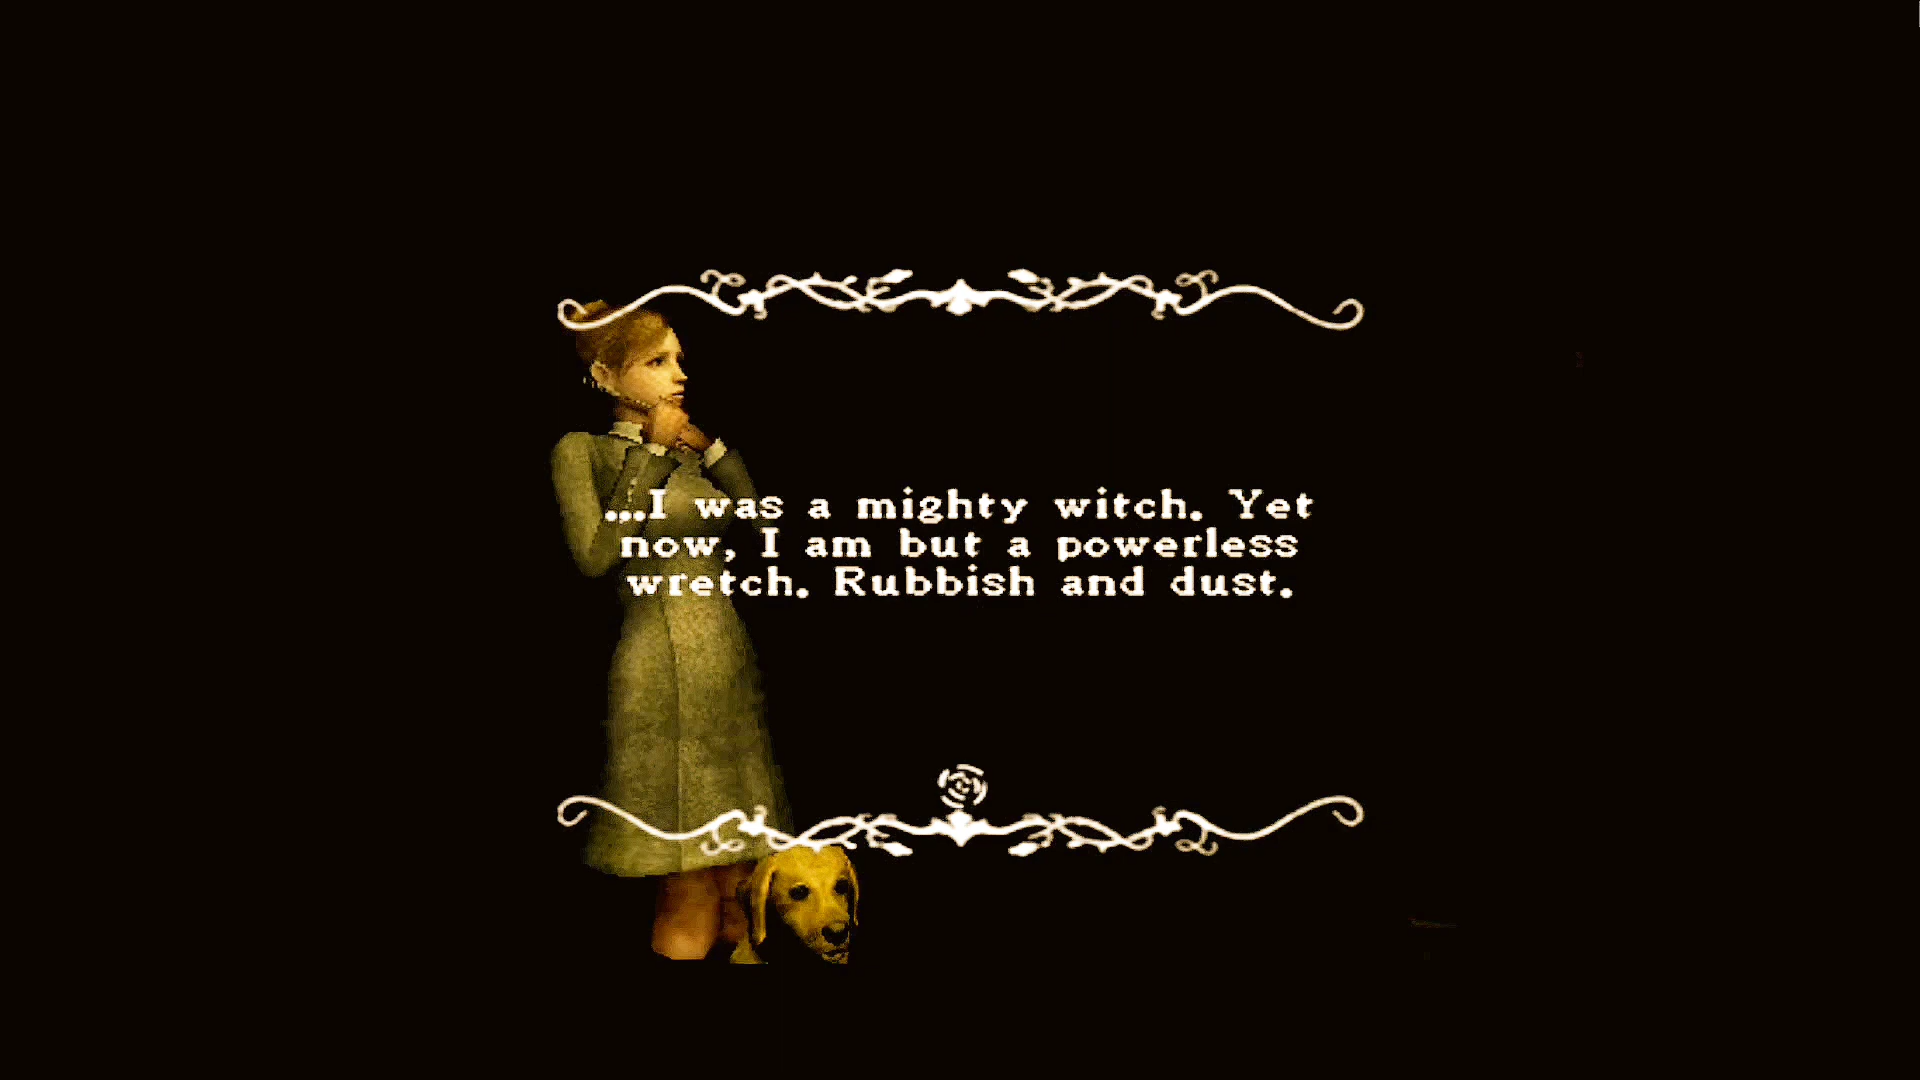 ...I was a mighty witch. Yet
now, I am but a powerless
wretch. Rubbish and dust.